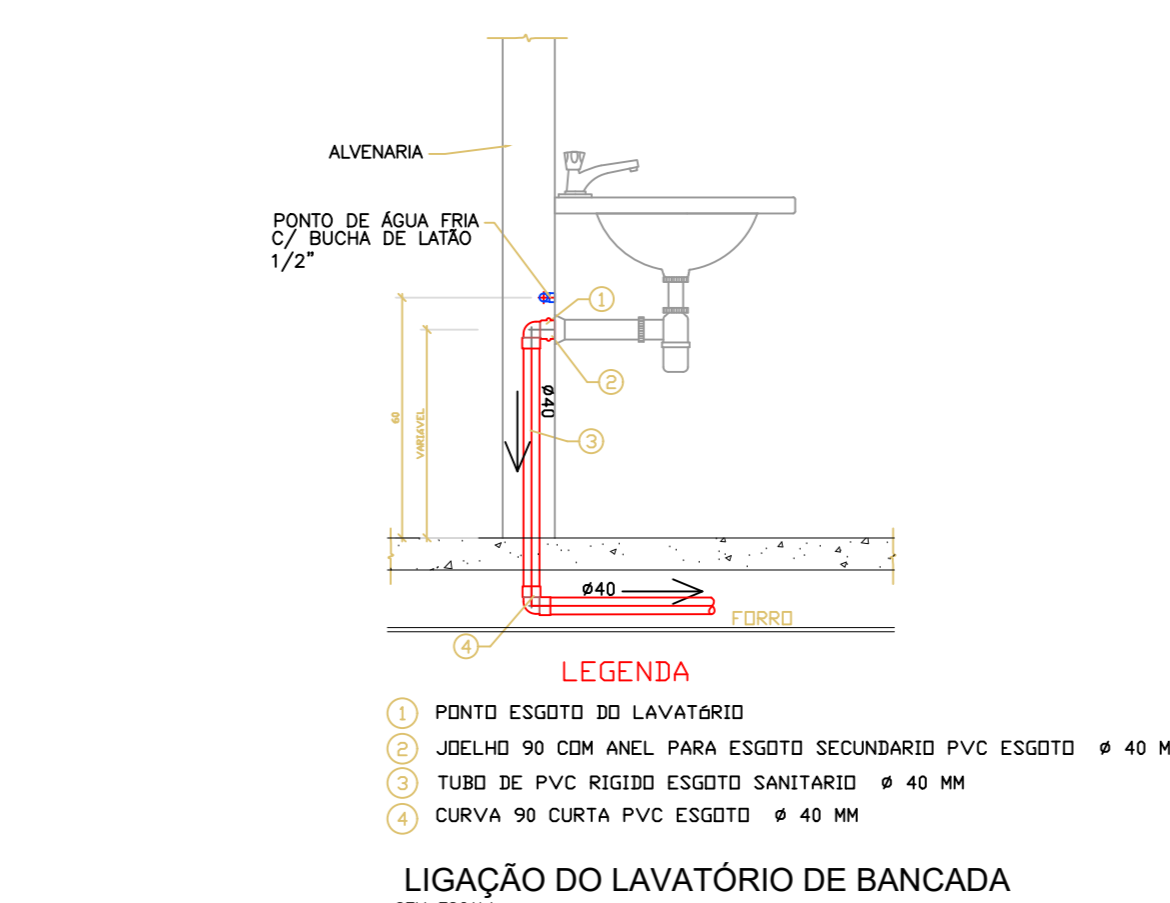 ALVENARIA
PONTO DE ÁGUA FRIA
C/ BUCHA DE LATÃO
1/2"
1
2
Ø40
3
60
VARIÁVEL
Ø40
FORRO
4
LEGENDA
1 PONTO ESGOTO DO LAVATóRIO
2 JOELHO 90 COM ANEL PARA ESGOTO SECUNDARIO PVC ESGOTO Ø 40 M
3 TUBO DE PVC RIGIDO ESGOTO SANITARIO Ø 40 MM
4 CURVA 90 CURTA PVC ESGOTO Ø 40 MM
LIGAÇÃO DO LAVATÓRIO DE BANCADA